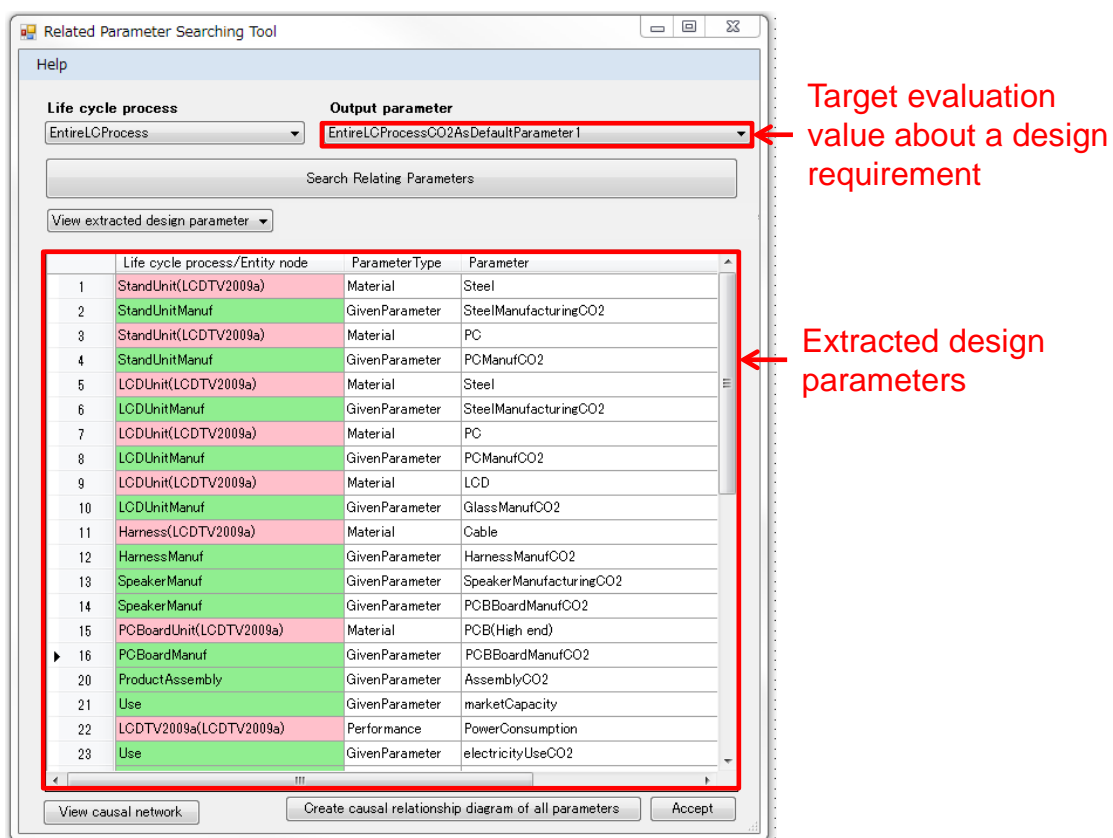 Related Parameter Searching Tool
Help
Life cycle process
Output parameter
EntireLCProcess
EntireLCProcessCO2AsDefaultParameter1
Target evaluation
value about a design
requirement
Search Relating Parameters
View extracted design parameter
Life cycle process/Entity node ParameterType Parameter
1 StandUnit(LCDTV2009a) Material Steel
2 StandUnitManuf GivenParameter SteelManufacturingCO2
3 StandUnit(LCDTV2009a) Material PC
4 StandUnitManuf GivenParameter PCManufCO2
5 LCDUnit(LCDTV2009a) Material Steel
6 LCDUnitManuf GivenParameter SteelManufacturingCO2
7 LCDUnit(LCDTV2009a) Material PC
8 LCDUnitManuf GivenParameter PCManufCO2
9 LCDUnit(LCDTV2009a) Material LCD
10 LCDUnitManuf GivenParameter GlassManufCO2
11 Harness(LCDTV2009a) Material Cable
12 HarnessManuf GivenParameter HarnessManufCO2
13 SpeakerManuf GivenParameter SpeakerManufacturingCO2
14 SpeakerManuf GivenParameter PCBBoardManufCO2
15 PCBoardUnit(LCDTV2009a) Material PCB(High end)
16 PCBoardManuf GivenParameter PCBBoardManufCO2
20 ProductAssembly GivenParameter AssemblyCO2
21 Use GivenParameter marketCapacity
22 LCDTV2009a(LCDTV2009a) Performance PowerConsumption
23 Use GivenParameter electricityUseCO2
Extracted design
parameters
View causal network
Create causal relationship diagram of all parameters
Accept